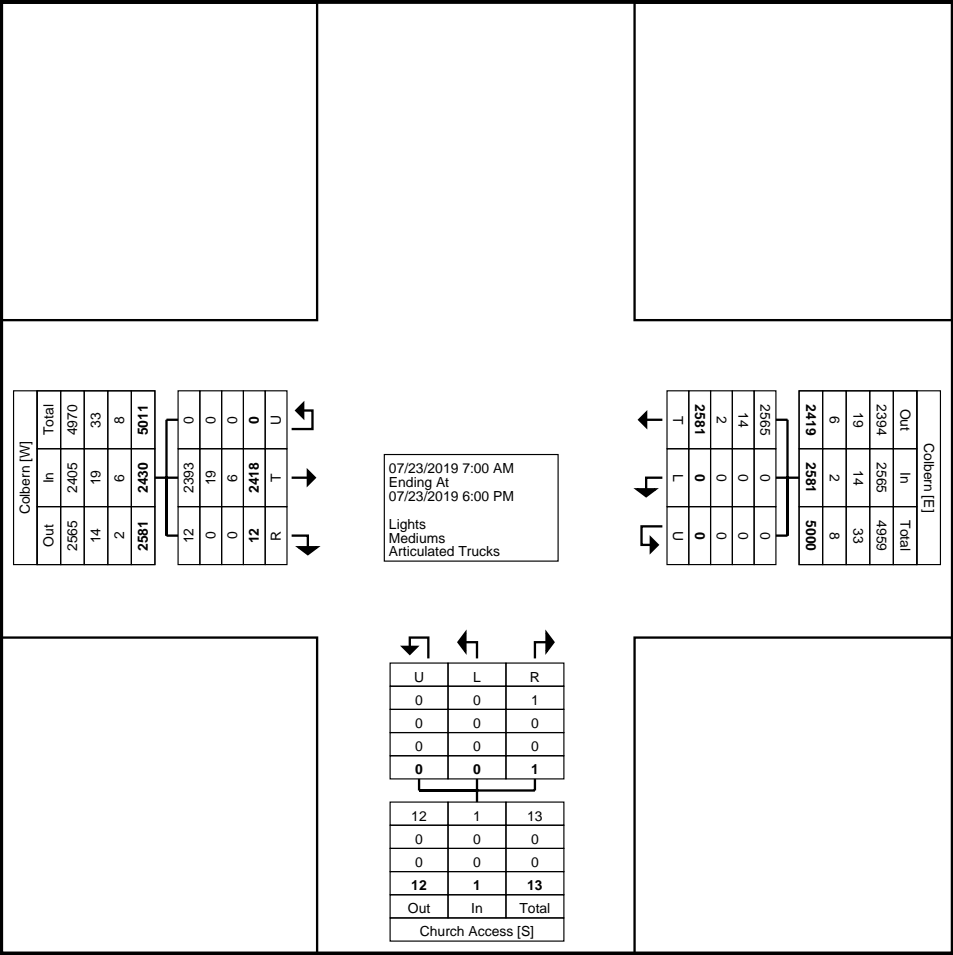 Colbern [W]
Total In Out
4970 2405 2565
33 19 14
8 6 2
5011 2430 2581
0 2393 12
0 19 0
0 6 0
0 2418 12
U T R
07/23/2019 7:00 AM
Ending At
07/23/2019 6:00 PM
Lights
Mediums
Articulated Trucks
Colbern [E]
Out In Total
2394 2565 4959
19 14 33
6 2 8
2419 2581 5000
2565 0 0
14 0 0
2 0 0
2581 0 0
T L U
U L R
0 0 1
0 0 0
0 0 0
0 0 1
12 1 13
0 0 0
0 0 0
12 1 13
Out In Total
Church Access [S]